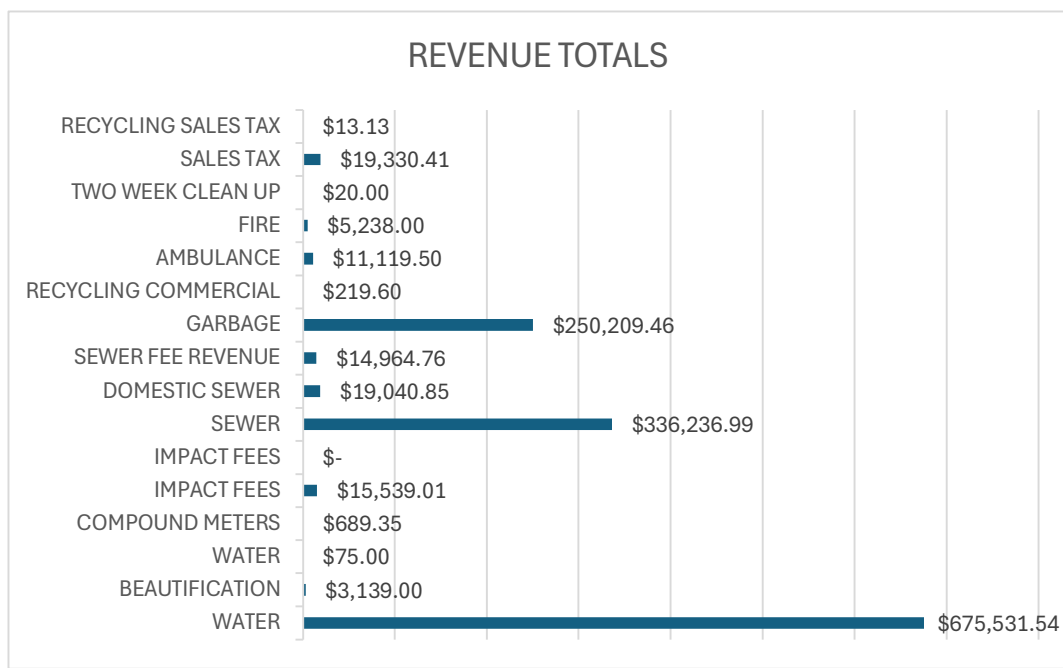 REVENUE TOTALS
RECYCLING SALES TAX $13.13
SALES TAX $19,330.41
TWO WEEK CLEAN UP $20.00
FIRE $5,238.00
AMBULANCE $11,119.50
RECYCLING COMMERCIAL $219.60
GARBAGE $250,209.46
SEWER FEE REVENUE $14,964.76
DOMESTIC SEWER $19,040.85
SEWER $336,236.99
IMPACT FEES $-
IMPACT FEES $15,539.01
COMPOUND METERS $689.35
WATER $75.00
BEAUTIFICATION $3,139.00
WATER $675,531.54